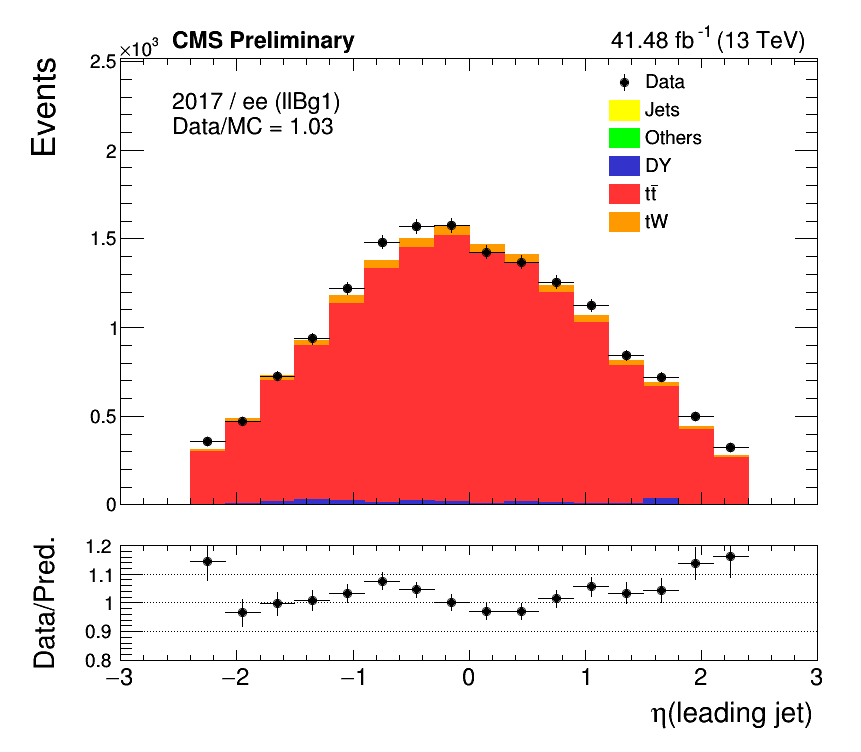 CMS Preliminary
41.48 fb⁻¹ (13 TeV)
×10³
Events
2.5
2
1.5
1
0.5
0
2017 / ee (llBg1)
Data/MC = 1.03
Data
Jets
Others
DY
tt̄
tW
Data/Pred.
1.2
1.1
1
0.9
0.8
−3 −2 −1 0 1 2 3
η(leading jet)